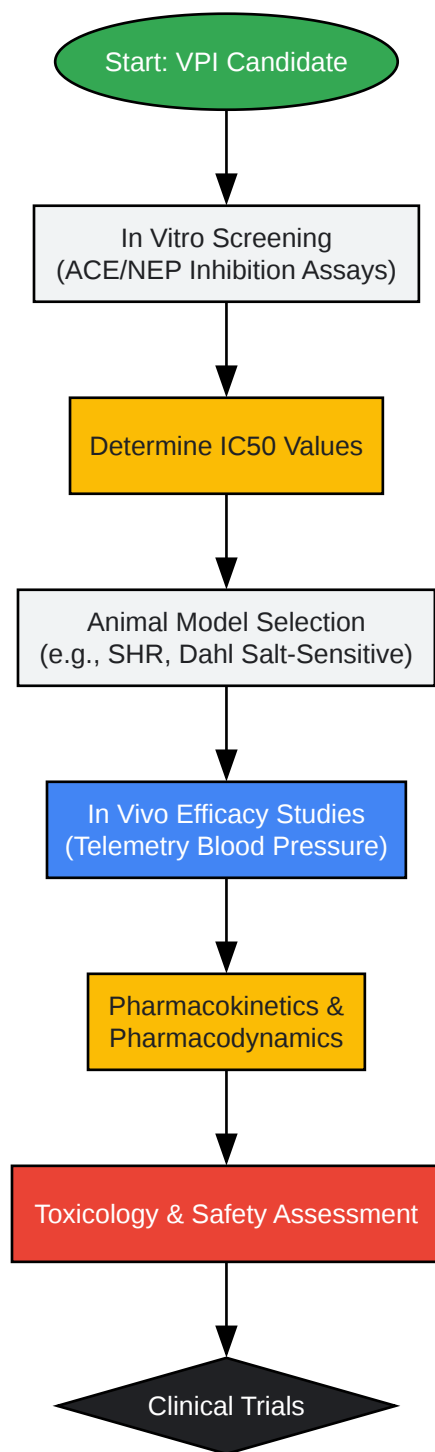 Start: VPI Candidate
In Vitro Screening
(ACE/NEP Inhibition Assays)
Determine IC50 Values
Animal Model Selection
(e.g., SHR, Dahl Salt-Sensitive)
In Vivo Efficacy Studies
(Telemetry Blood Pressure)
Pharmacokinetics &
Pharmacodynamics
Toxicology & Safety Assessment
Clinical Trials